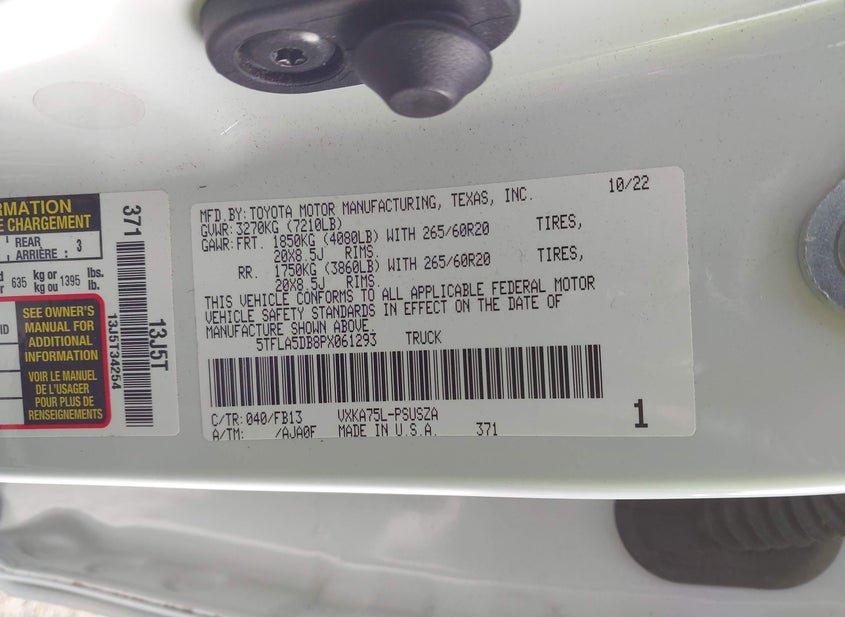 RMATION
E CHARGEMENT
REAR
ARRIÈRE : 3
635 kg or 1395 lbs.
kg ou lb.
SEE OWNER'S
MANUAL FOR
ADDITIONAL
INFORMATION
VOIR LE MANUEL
DE L'USAGER
POUR PLUS DE
RENSEIGNEMENTS
371
13J5T
13J5T34254
MFD.BY:TOYOTA MOTOR MANUFACTURING, TEXAS, INC. 10/22
GVWR:3270KG (7210LB)
GAWR:FRT. 1850KG (4080LB) WITH 265/60R20 TIRES,
20X8.5J RIMS.
RR. 1750KG (3860LB) WITH 265/60R20 TIRES,
20X8.5J RIMS.
THIS VEHICLE CONFORMS TO ALL APPLICABLE FEDERAL MOTOR
VEHICLE SAFETY STANDARDS IN EFFECT ON THE DATE OF
MANUFACTURE SHOWN ABOVE.
5TFLA5DB8PX061293 TRUCK
C/TR:040/FB13 VXKA75L-PSUSZA 1
A/TM: /AJA0F MADE IN U.S.A. 371